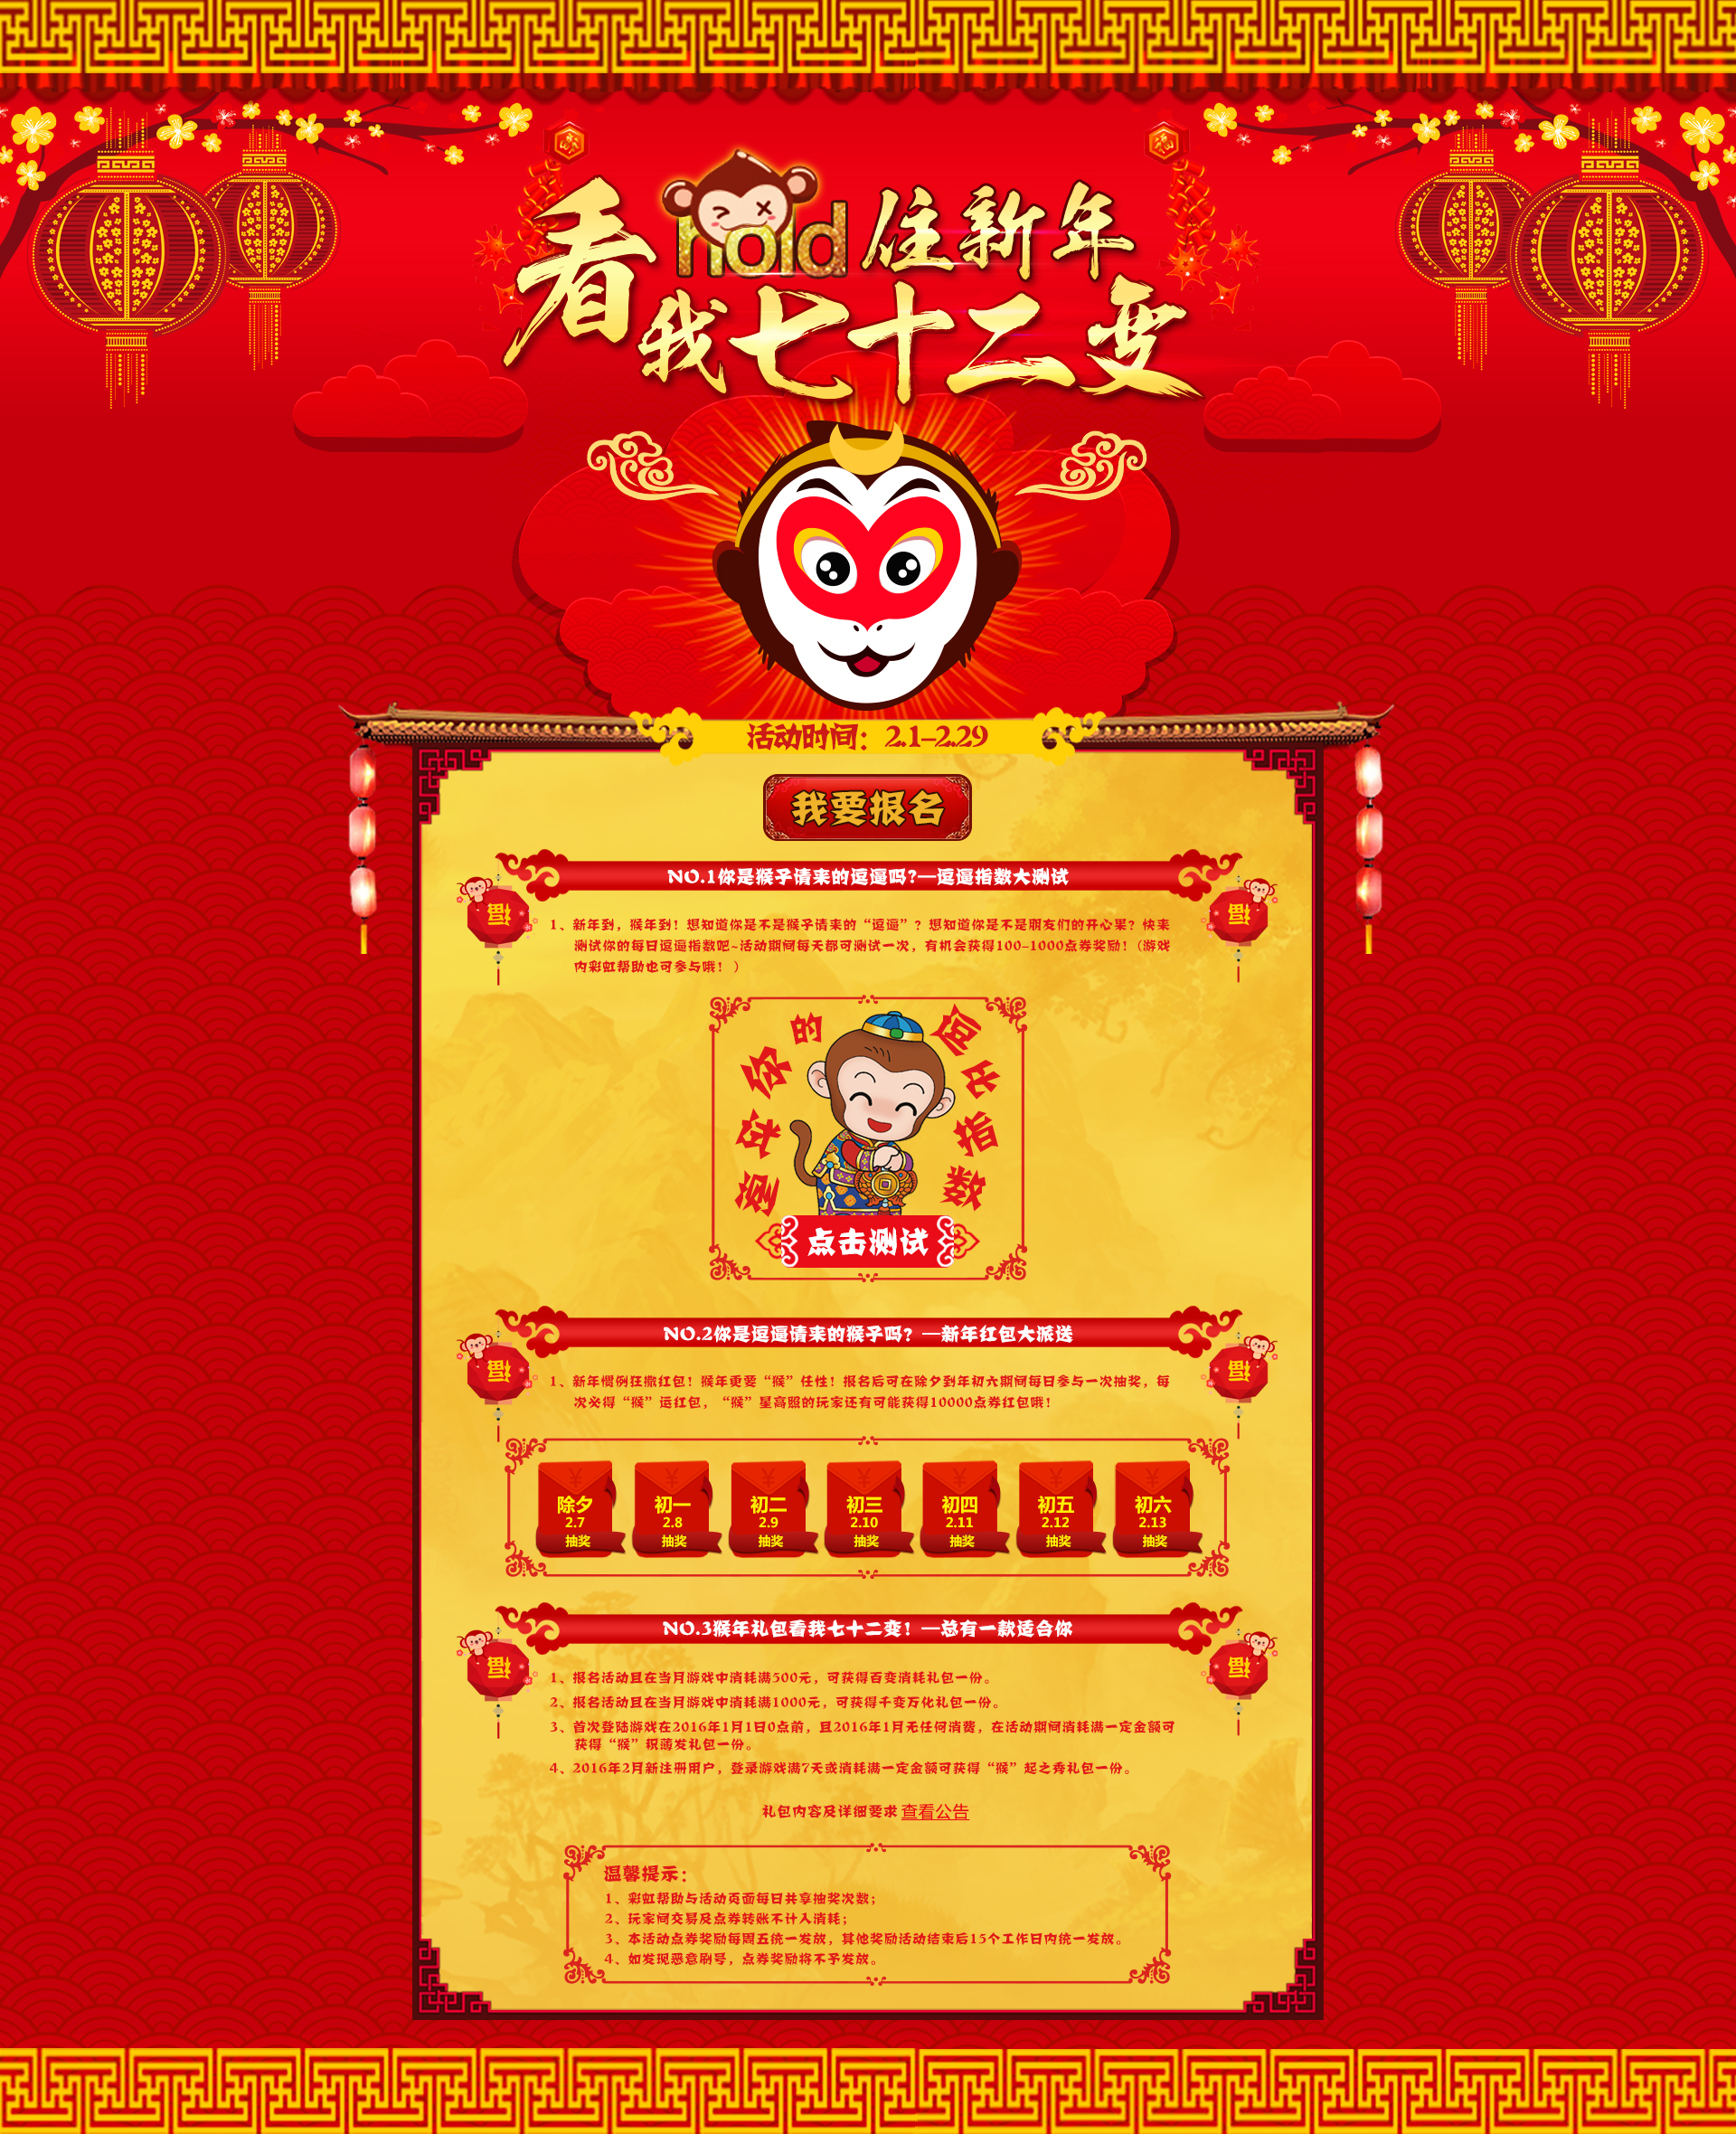 看hold住新年
看我七十二变
活动时间：2.1-2.29
我要报名
NO.1你是猴子请来的逗逼吗?—逗逼指数大测试
1、新年到，猴年到！想知道你是不是猴子请来的“逗逼”？想知道你是不是朋友们的开心果？快来
测试你的每日逗逼指数吧~活动期间每天都可测试一次，有机会获得100-1000点券奖励！（游戏
内彩虹帮助也可参与哦！）
测试你的逗比指数
点击测试
NO.2你是逗逼请来的猴子吗？—新年红包大派送
1、新年惯例狂撒红包！猴年更要“猴”任性！报名后可在除夕到年初六期间每日参与一次抽奖，每
次必得“猴”运红包，“猴”星高照的玩家还有可能获得10000点券红包哦！
除夕 初一 初二 初三 初四 初五 初六
2.7 2.8 2.9 2.10 2.11 2.12 2.13
抽奖 抽奖 抽奖 抽奖 抽奖 抽奖 抽奖
NO.3猴年礼包看我七十二变！—总有一款适合你
1、报名活动且在当月游戏中消耗满500元，可获得百变消耗礼包一份。
2、报名活动且在当月游戏中消耗满1000元，可获得千变万化礼包一份。
3、首次登陆游戏在2016年1月1日0点前，且2016年1月无任何消费，在活动期间消耗满一定金额可
获得“猴”积薄发礼包一份。
4、2016年2月新注册用户，登录游戏满7天或消耗满一定金额可获得“猴”起之秀礼包一份。
礼包内容及详细要求 查看公告
温馨提示：
1、彩虹帮助与活动页面每日共享抽奖次数；
2、玩家间交易及点券转账不计入消耗；
3、本活动点券奖励每周五统一发放，其他奖励活动结束后15个工作日内统一发放。
4、如发现恶意刷号，点券奖励将不予发放。